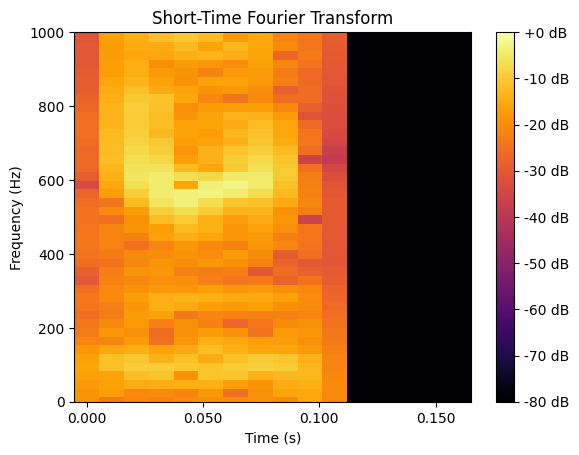 Short-Time Fourier Transform
1000
800
600
400
200
0
Frequency (Hz)
0.000
0.050
0.100
0.150
Time (s)
+0 dB
-10 dB
-20 dB
-30 dB
-40 dB
-50 dB
-60 dB
-70 dB
-80 dB